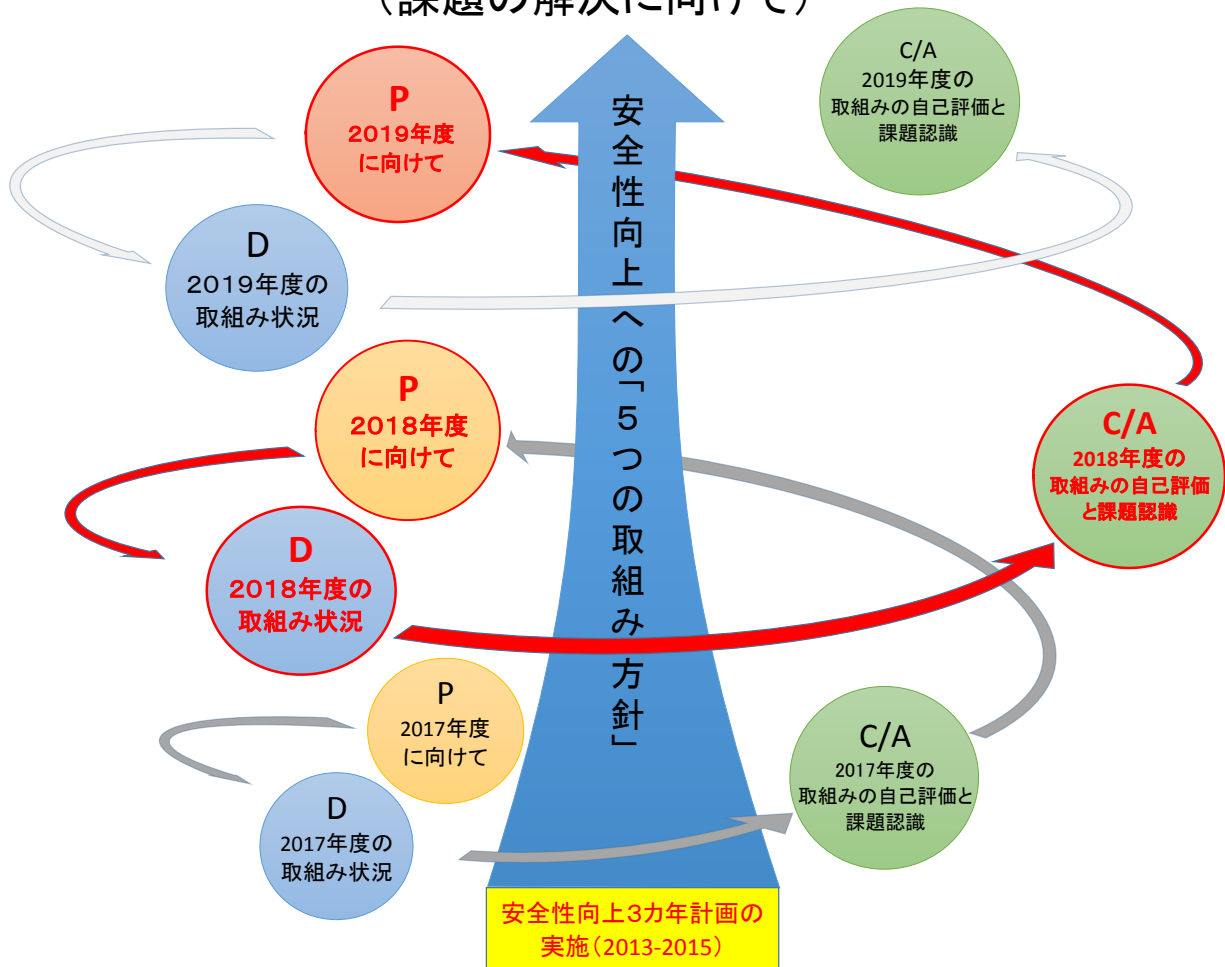 （課題の解決に向けて）
C/A
2019年度の
取組みの自己評価と
課題認識
P
2019年度
に向けて
D
2019年度の
取組み状況
安全性向上への「５つの取組み方針」
P
2018年度
に向けて
C/A
2018年度の
取組みの自己評価
と課題認識
D
2018年度の
取組み状況
P
2017年度
に向けて
C/A
2017年度の
取組みの自己評価と
課題認識
D
2017年度の
取組み状況
安全性向上3カ年計画の
実施（2013-2015）